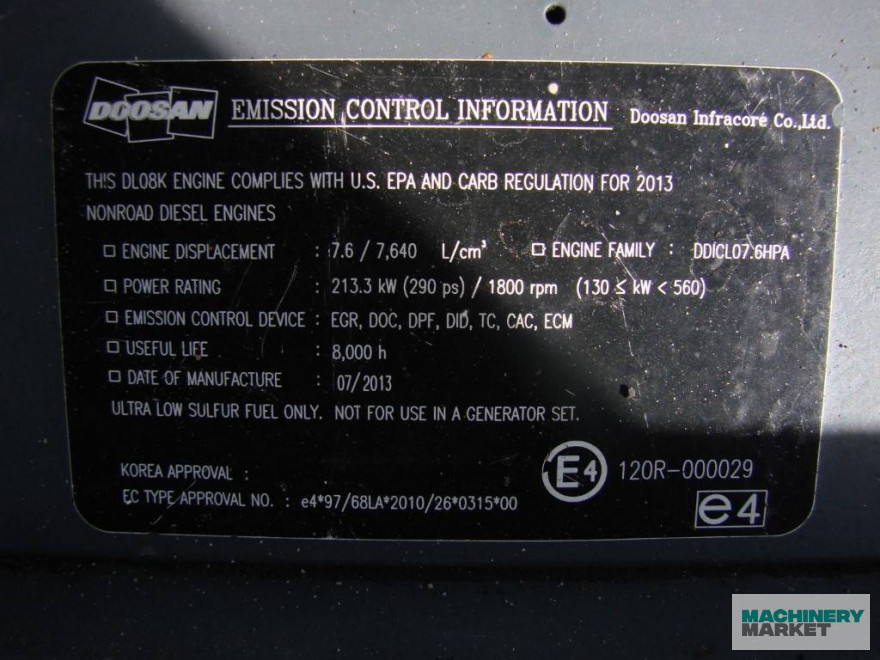 DOOSAN EMISSION CONTROL INFORMATION Doosan Infracore Co.,Ltd.
THIS DL08K ENGINE COMPLIES WITH U.S. EPA AND CARB REGULATION FOR 2013
NONROAD DIESEL ENGINES
□ ENGINE DISPLACEMENT : 7.6 / 7,640 L/cm³ □ ENGINE FAMILY : DDICL07.6HPA
□ POWER RATING : 213.3 kW (290 ps) / 1800 rpm (130 ≤ kW < 560)
□ EMISSION CONTROL DEVICE : EGR, DOC, DPF, DID, TC, CAC, ECM
□ USEFUL LIFE : 8,000 h
□ DATE OF MANUFACTURE : 07/2013
ULTRA LOW SULFUR FUEL ONLY. NOT FOR USE IN A GENERATOR SET.
KOREA APPROVAL :
E4 120R-000029
EC TYPE APPROVAL NO. : e4*97/68LA*2010/26*0315*00
e4
MACHINERY
MARKET